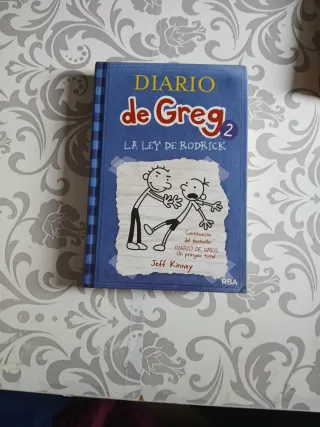 DIARIO
de Greg 2
LA LEY DE RODRICK
Continuación
del bestseller
DIARIO DE GREG.
Un pringao total
Jeff Kinney
RBA